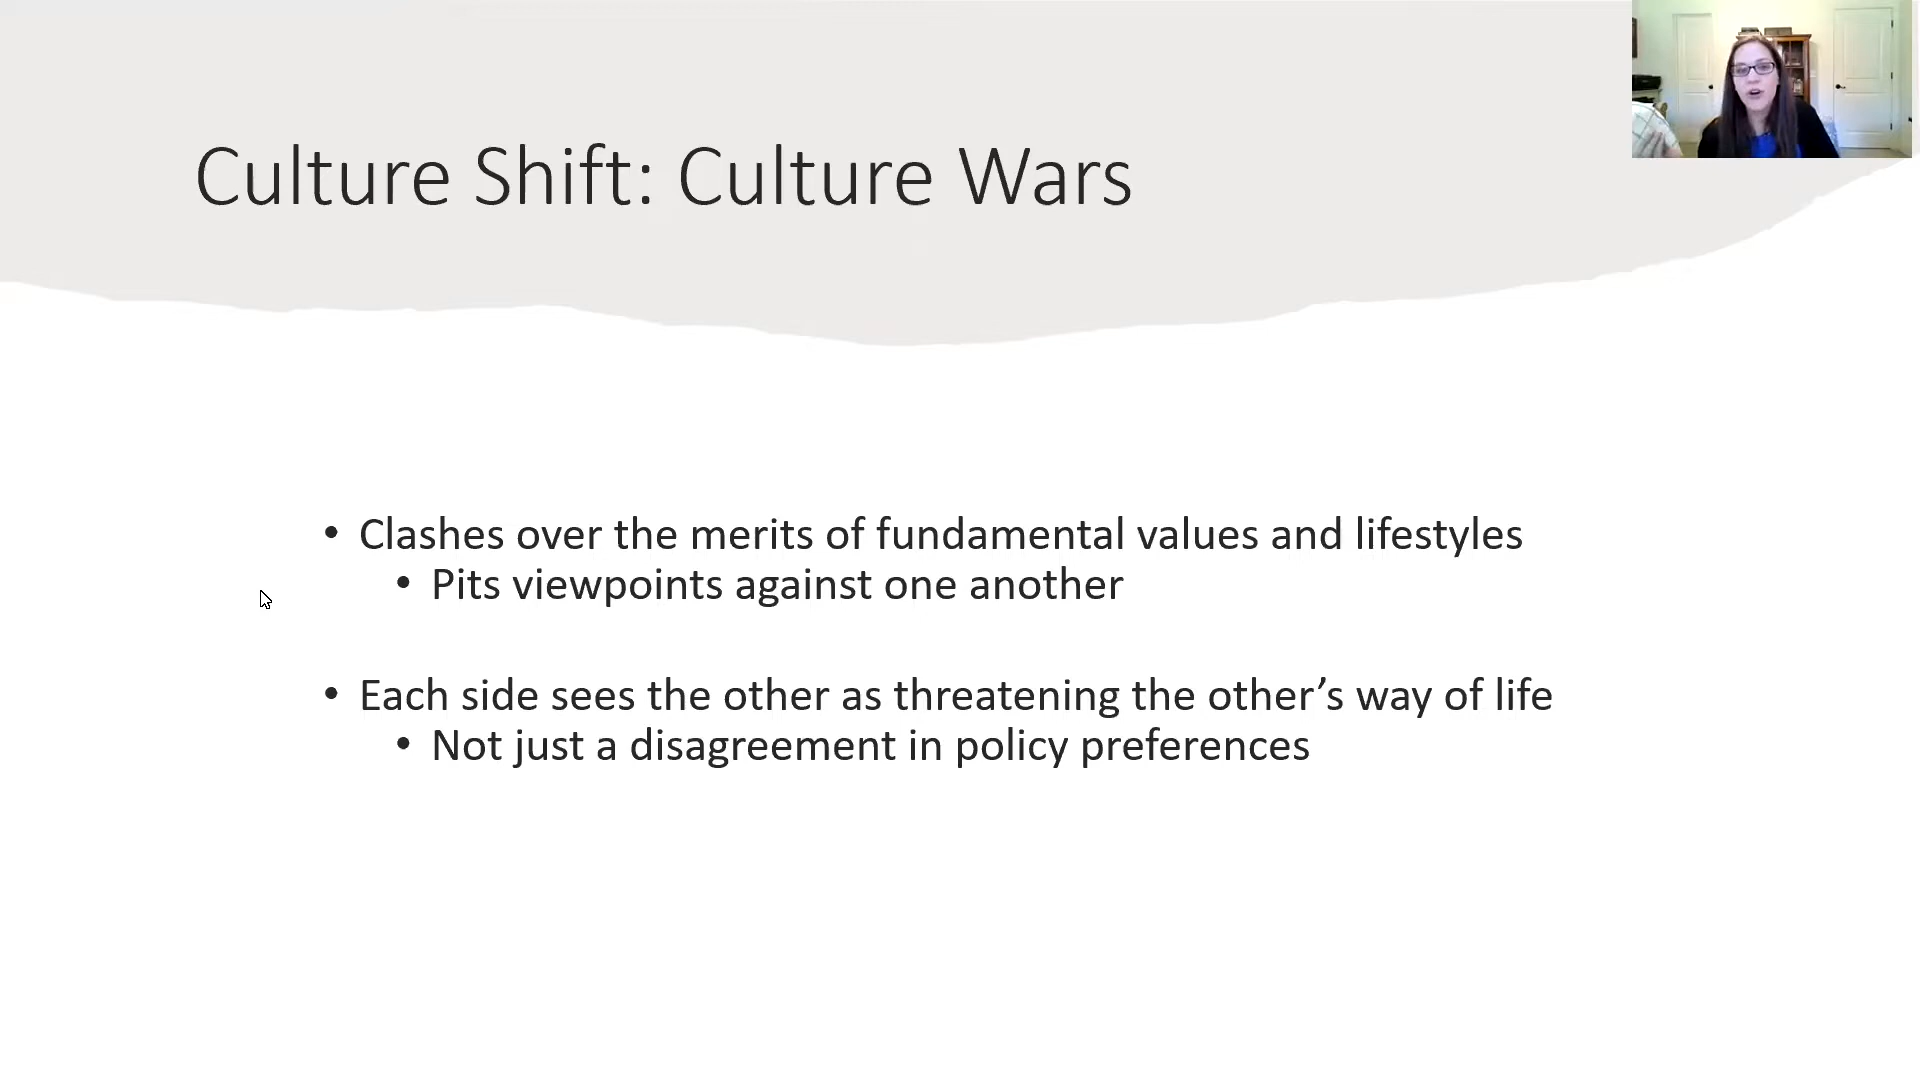 Culture Shift: Culture Wars
• Clashes over the merits of fundamental values and lifestyles
• Pits viewpoints against one another
• Each side sees the other as threatening the other’s way of life
• Not just a disagreement in policy preferences